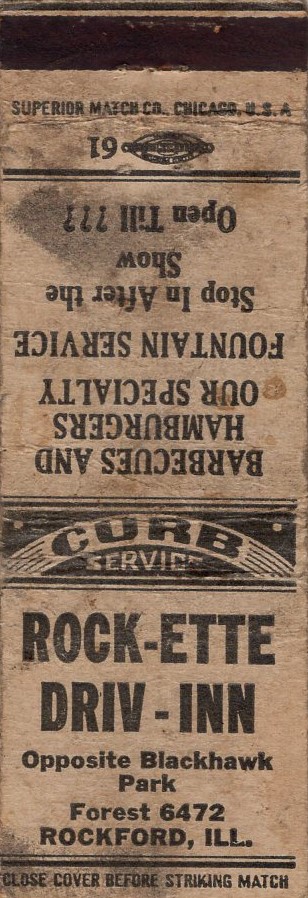 SUPERIOR MATCH CO., CHICAGO, U.S.A
61
BARBECUES AND
HAMBURGERS
OUR SPECIALTY
FOUNTAIN SERVICE
Stop In After the
Show
Open Till ???
CURB
SERVICE
ROCK-ETTE
DRIV-INN
Opposite Blackhawk
Park
Forest 6472
ROCKFORD, ILL.
CLOSE COVER BEFORE STRIKING MATCH